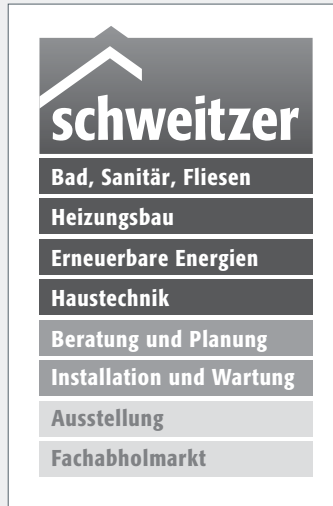 schweitzer
Bad, Sanitär, Fliesen
Heizungsbau
Erneuerbare Energien
Haustechnik
Beratung und Planung
Installation und Wartung
Ausstellung
Fachabholmarkt